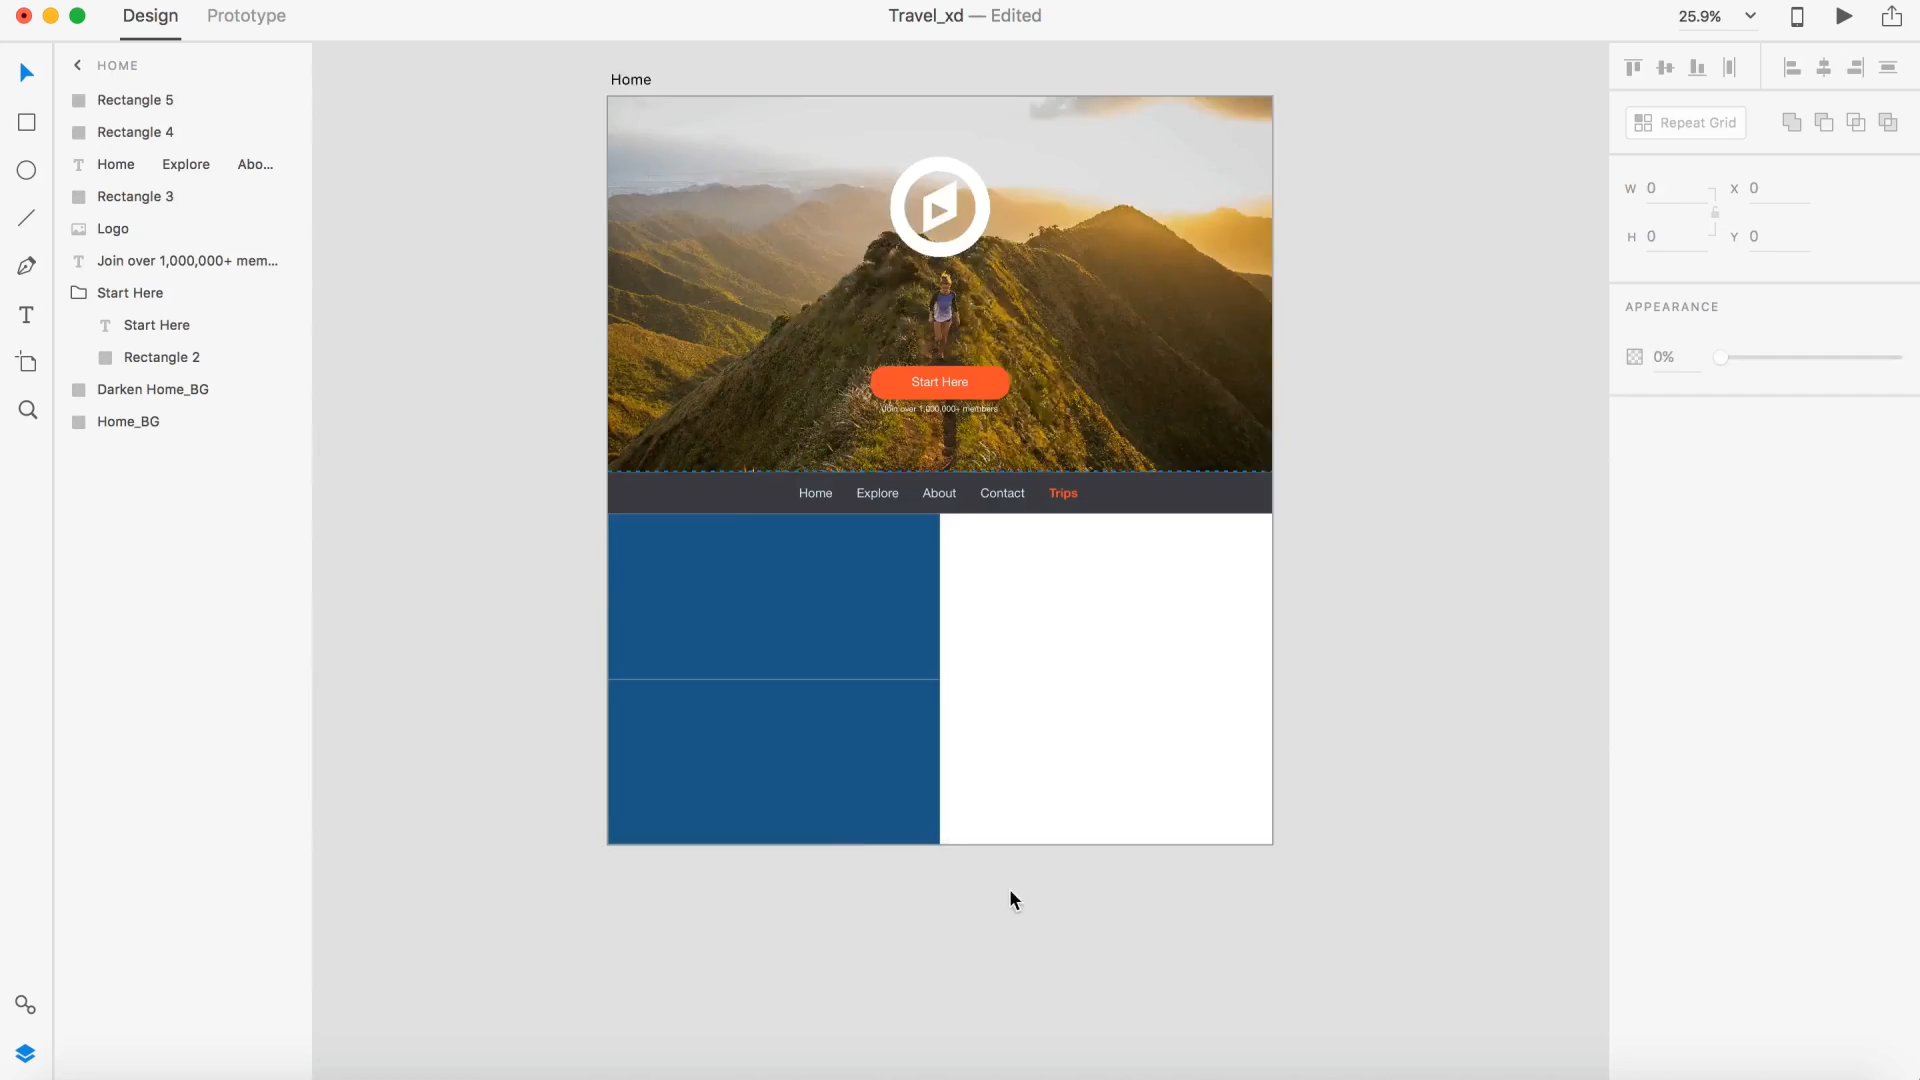 Design Prototype Travel_xd — Edited 25.9%
HOME
Rectangle 5
Rectangle 4
Home Explore Abo...
Rectangle 3
Logo
Join over 1,000,000+ mem...
Start Here
Start Here
Rectangle 2
Darken Home_BG
Home_BG
Home
Start Here
Join over 1,000,000+ members
Home Explore About Contact Trips
Repeat Grid
W 0 X 0
H 0 Y 0
APPEARANCE
0%